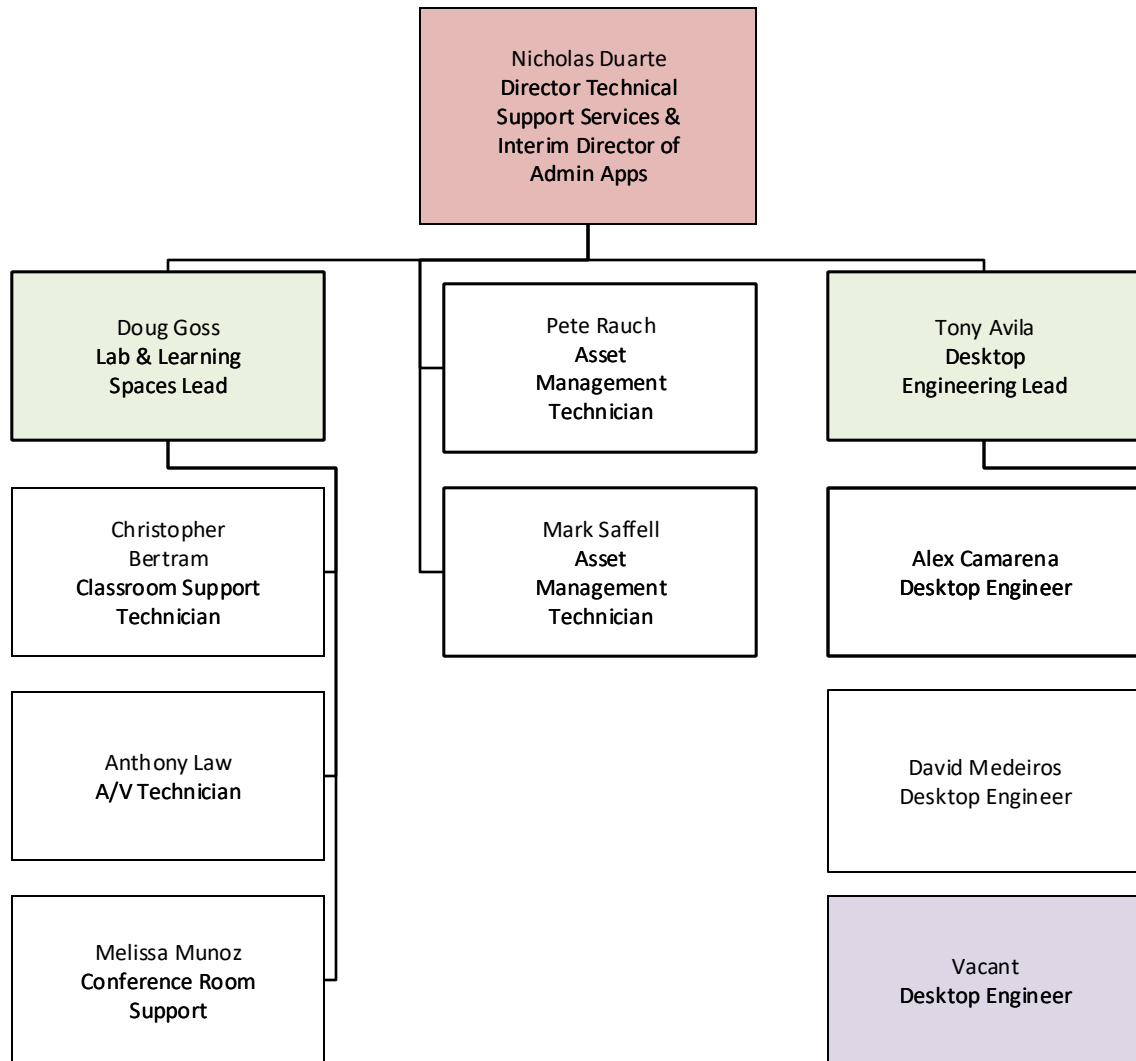 Nicholas Duarte
Director Technical
Support Services &
Interim Director of
Admin Apps
Doug Goss
Lab & Learning
Spaces Lead
Pete Rauch
Asset
Management
Technician
Tony Avila
Desktop
Engineering Lead
Christopher
Bertram
Classroom Support
Technician
Mark Saffell
Asset
Management
Technician
Alex Camarena
Desktop Engineer
Anthony Law
A/V Technician
David Medeiros
Desktop Engineer
Melissa Munoz
Conference Room
Support
Vacant
Desktop Engineer